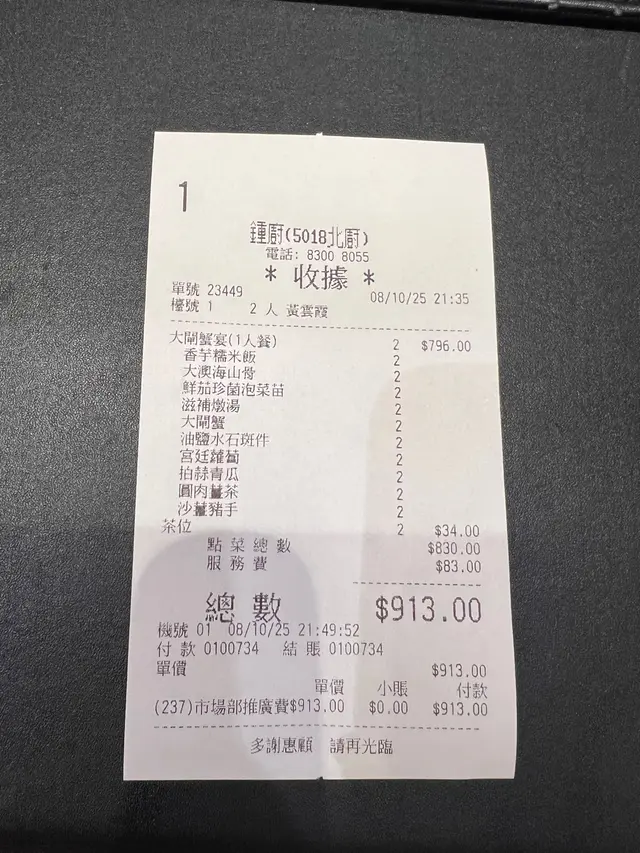 1
鍾廚(5018北廚)
電話: 8300 8055
* 收據 *
單號 23449 08/10/25 21:35
檯號 1 2 人 黃雲霞
大閘蟹宴(1人餐) 2 $796.00
香芋糯米飯 2
大澳海山骨 2
鮮茄珍菌泡菜苗 2
滋補燉湯 2
大閘蟹 2
油鹽水石斑件 2
宮廷蘿蔔 2
拍蒜青瓜 2
圓肉薑茶 2
沙薑豬手 2
茶位 2 $34.00
點菜總數 $830.00
服務費 $83.00
總數 $913.00
機號 01 08/10/25 21:49:52
付款 0100734 結賬 0100734
單價 $913.00
單價 小賬 付款
(237)市場部推廣費$913.00 $0.00 $913.00
多謝惠顧 請再光臨